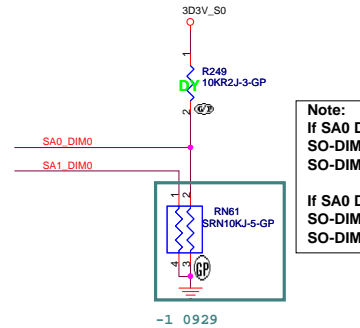 3D3V_S0
1
R249
10KR2J-3-GP
DY
GP
2
Note:
If SA0 D
SO-DIM
SO-DIM
SA0_DIM0
SA1_DIM0
If SA0 D
SO-DIM
SO-DIM
1
2
RN61
SRN10KJ-5-GP
4
3
GP
-1 0929